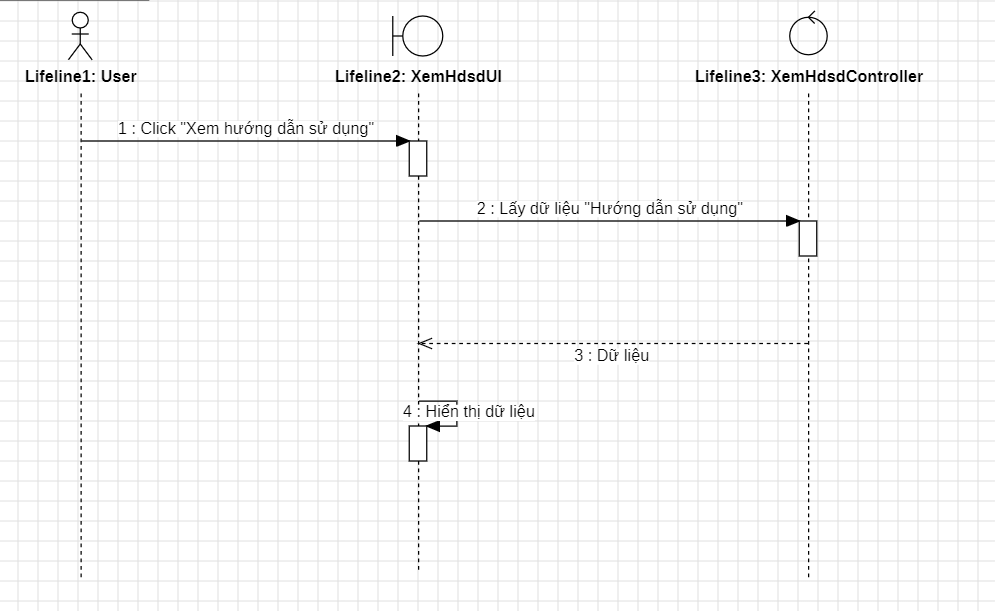 Lifeline1: User
Lifeline2: XemHdsdUI
Lifeline3: XemHdsdController
1 : Click "Xem hướng dẫn sử dụng"
2 : Lấy dữ liệu "Hướng dẫn sử dụng"
3 : Dữ liệu
4 : Hiển thị dữ liệu